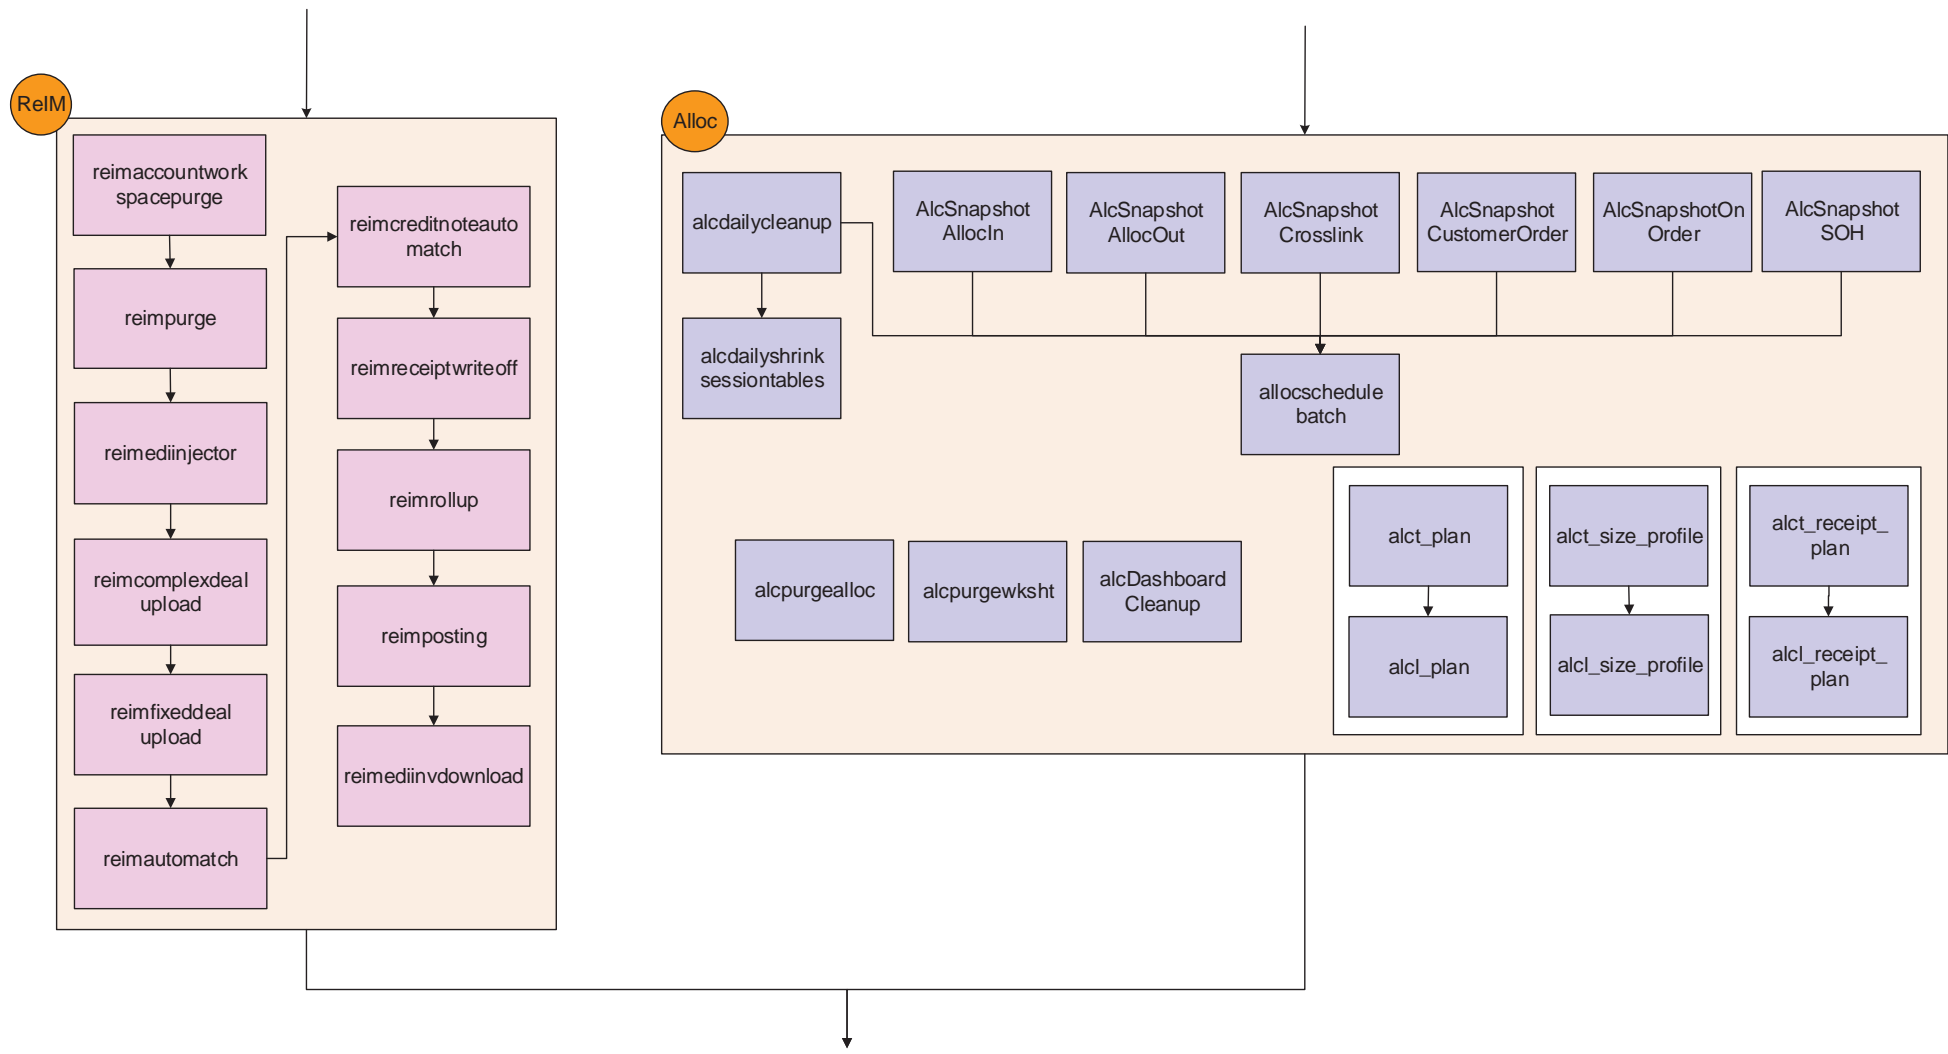 ReIM
reimaccountwork
spacepurge
reimpurge
reimediinjector
reimcomplexdeal
upload
reimfixeddeal
upload
reimautomatch
reimcreditnoteauto
match
reimreceiptwriteoff
reimrollup
reimposting
reimediinvdownload
Alloc
alcdailycleanup
AlcSnapshot
AllocIn
AlcSnapshot
AllocOut
AlcSnapshot
Crosslink
AlcSnapshot
CustomerOrder
AlcSnapshotOn
Order
AlcSnapshot
SOH
alcdailyshrink
sessiontables
allocschedule
batch
alcpurgealloc
alcpurgewksht
alcDashboard
Cleanup
alct_plan
alcl_plan
alct_size_profile
alcl_size_profile
alct_receipt_
plan
alcl_receipt_
plan